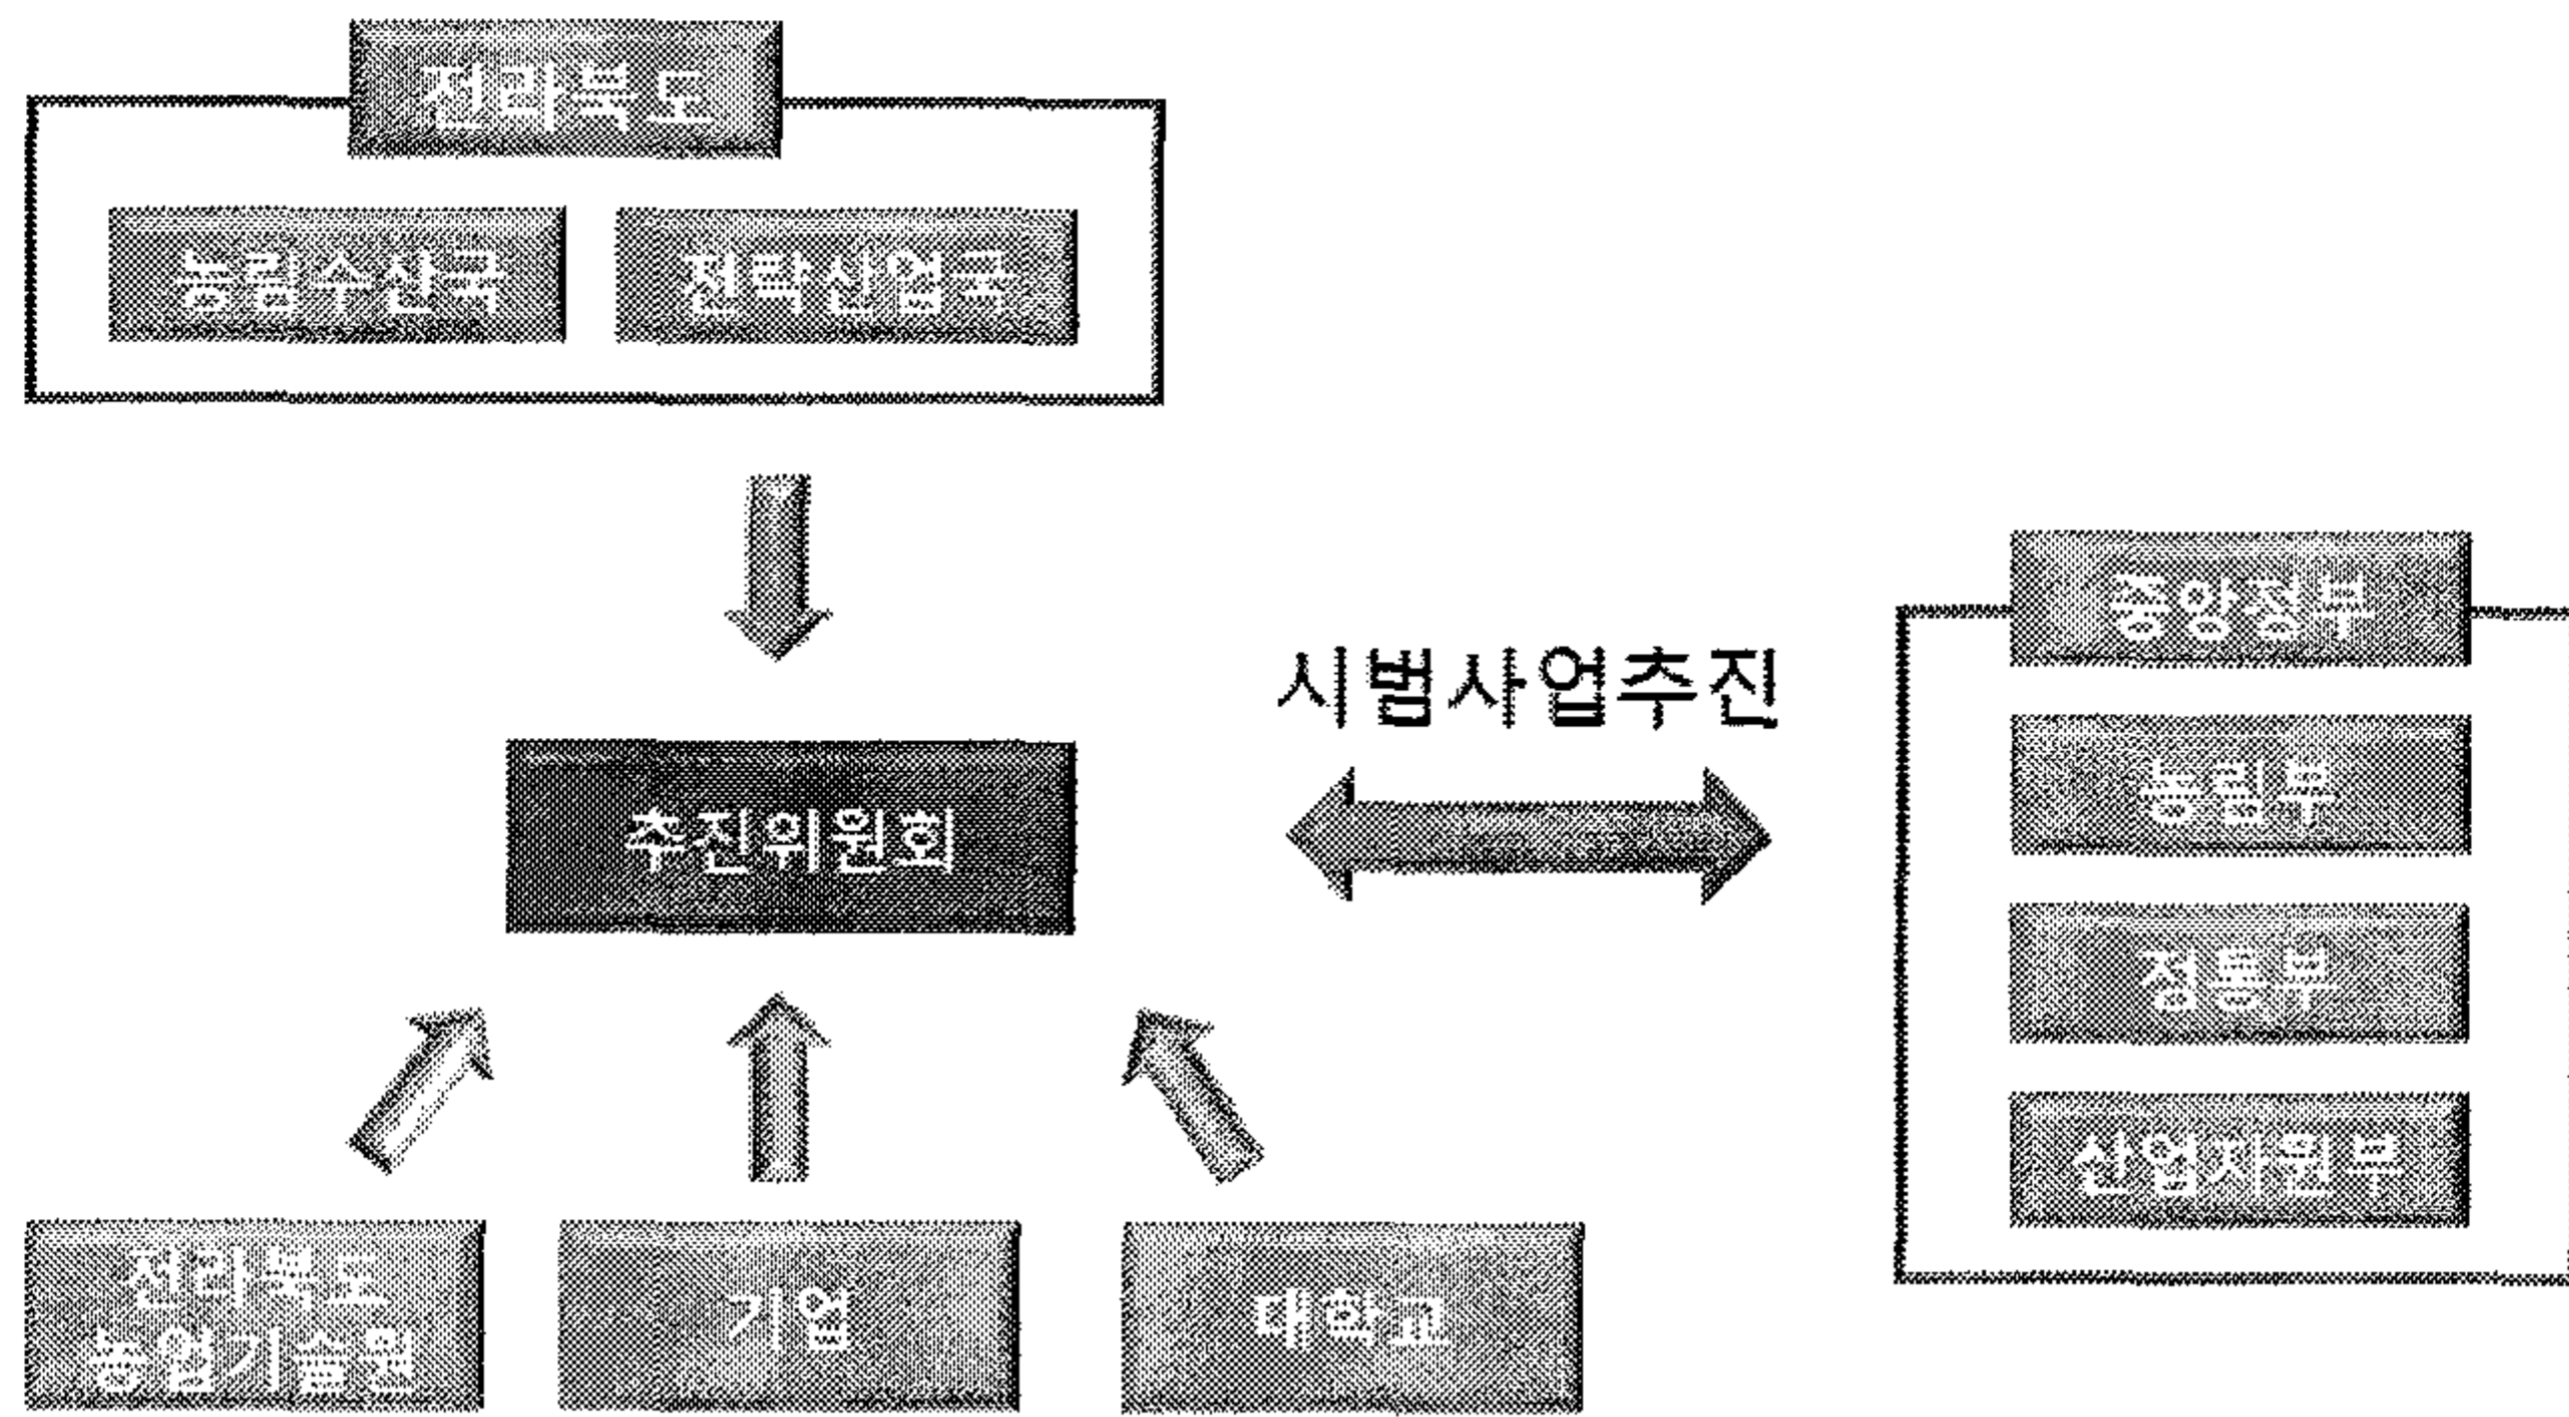 전라북도
농림수산국
전략산업국
시범사업추진
추진위원회
중앙정부
농림부
정통부
산업자원부
전라북도
농업기술원
기업
대학교